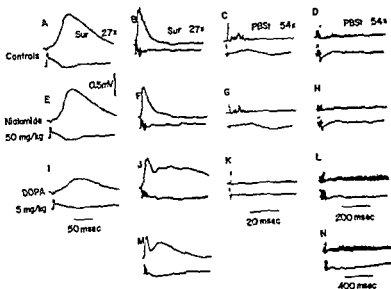 A
Sur 27x
B
Sur 27x
C
PBSt 54x
D
PBSt 54x
Controls
0.5mV
E
F
G
H
Nialamide
50 mg/kg
I
J
K
L
DOPA
5 mg/kg
50 msec
20 msec
200 msec
M
N
400 msec